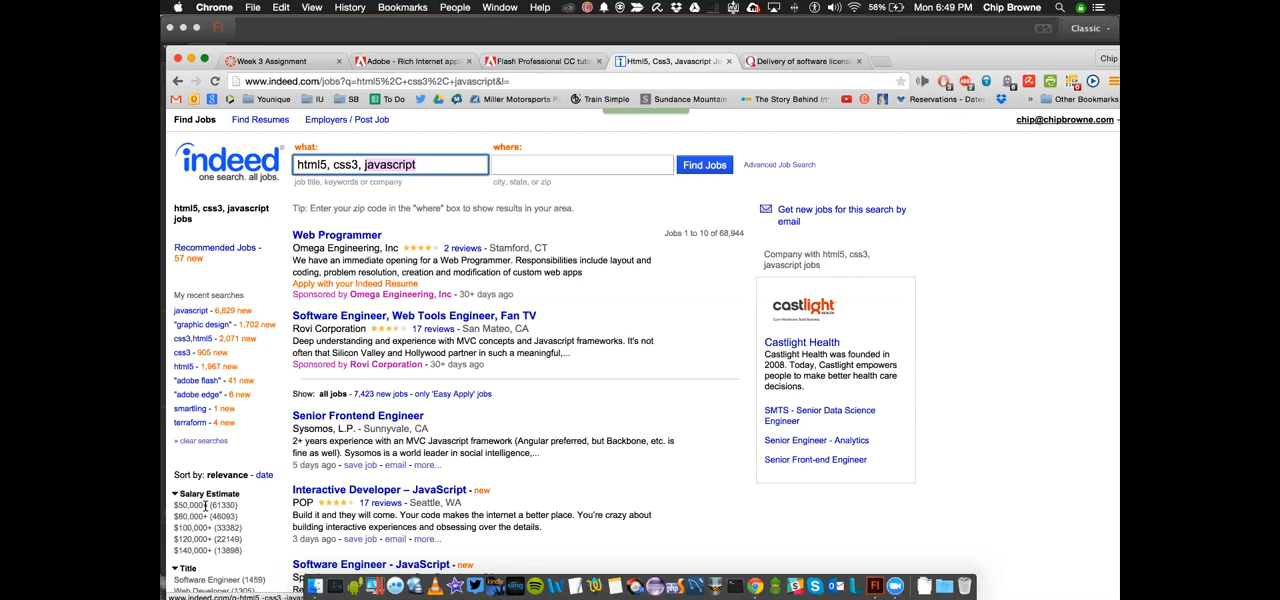 Chrome File Edit View History Bookmarks People Window Help 58% Mon 6:49 PM Chip Browne
Classic
Week 3 Assignment Adobe - Rich Internet appl Flash Professional CC tuto Html5, Css3, Javascript Jo Delivery of software licens Chip
www.indeed.com/jobs?q=html5%2C+css3%2C+javascript&l=
Younique IU SB To Do Miller Motorsports P Train Simple Sundance Mountain The Story Behind In Reservations - Dates » Other Bookmarks
Find Jobs Find Resumes Employers / Post Job chip@chipbrowne.com
what: where:
indeed
one search. all jobs.
html5, css3, javascript Find Jobs Advanced Job Search
job title, keywords or company city, state, or zip
html5, css3, javascript
jobs
Tip: Enter your zip code in the "where" box to show results in your area.
Recommended Jobs -
57 new
My recent searches
javascript - 6,829 new
"graphic design" - 1,702 new
css3,html5 - 2,071 new
css3 - 905 new
html5 - 1,967 new
"adobe flash" - 41 new
"adobe edge" - 6 new
smartling - 1 new
terraform - 4 new
» clear searches
Sort by: relevance - date
Salary Estimate
$50,000+ (61330)
$80,000+ (46093)
$100,000+ (33382)
$120,000+ (22149)
$140,000+ (13898)
Title
Software Engineer (1459)
Web Developer (1305)
Web Programmer Jobs 1 to 10 of 68,944
Omega Engineering, Inc 2 reviews - Stamford, CT
We have an immediate opening for a Web Programmer. Responsibilities include layout and
coding, problem resolution, creation and modification of custom web apps
Apply with your Indeed Resume
Sponsored by Omega Engineering, Inc - 30+ days ago
Software Engineer, Web Tools Engineer, Fan TV
Rovi Corporation 17 reviews - San Mateo, CA
Deep understanding and experience with MVC concepts and Javascript frameworks. It's not
often that Silicon Valley and Hollywood partner in such a meaningful,...
Sponsored by Rovi Corporation - 30+ days ago
Show: all jobs - 7,423 new jobs - only 'Easy Apply' jobs
Senior Frontend Engineer
Sysomos, L.P. - Sunnyvale, CA
2+ years experience with an MVC Javascript framework (Angular preferred, but Backbone, etc. is
fine as well). Sysomos is a world leader in social intelligence,...
5 days ago - save job - email - more...
Interactive Developer – JavaScript - new
POP 17 reviews - Seattle, WA
Build it and they will come. Your code makes the internet a better place. You're crazy about
building interactive experiences and obsessing over the details.
3 days ago - save job - email - more...
Software Engineer - JavaScript - new
Get new jobs for this search by
email
Company with html5, css3,
javascript jobs
castlight
Castlight Health
Castlight Health was founded in
2008. Today, Castlight empowers
people to make better health care
decisions.
SMTS - Senior Data Science
Engineer
Senior Engineer - Analytics
Senior Front-end Engineer